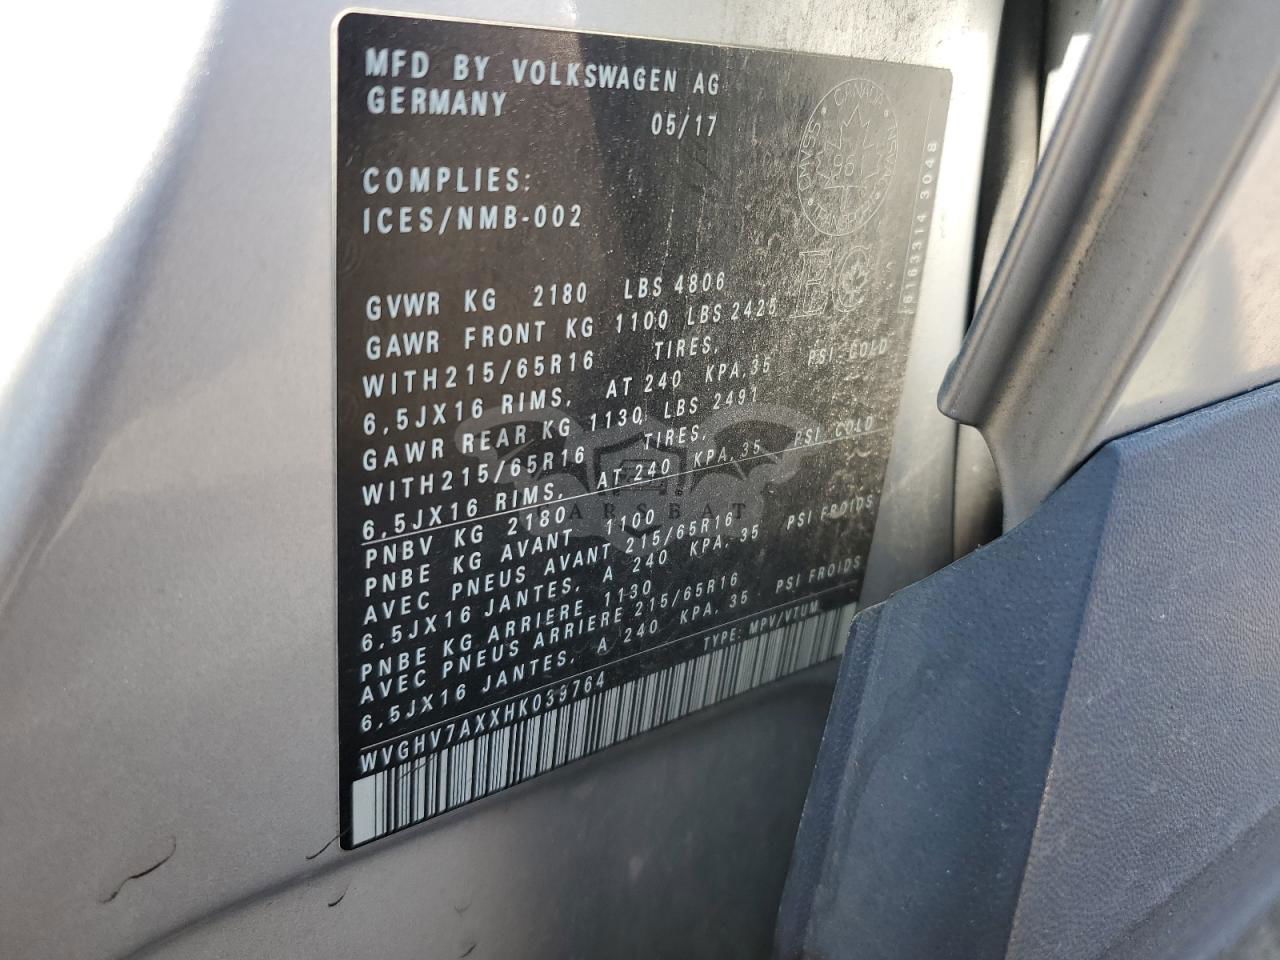 MFD BY VOLKSWAGEN AG
GERMANY 05/17
COMPLIES:
ICES/NMB-002
CANADA
CMVSS
NSVAC
GVWR KG 2180 LBS 4806
GAWR FRONT KG 1100 LBS 2425
WITH215/65R16 TIRES,
6,5JX16 RIMS, AT 240 KPA,35 PSI COLD
GAWR REAR KG 1130, LBS 2491
WITH215/65R16 TIRES,
6,5JX16 RIMS, AT 240 KPA,35 PSI COLD
PNBV KG 2180
PNBE KG AVANT 1100
AVEC PNEUS AVANT 215/65R16
6,5JX16 JANTES, A 240 KPA, 35 PSI FROIDS
PNBE KG ARRIERE 1130
AVEC PNEUS ARRIERE 215/65R16
6,5JX16 JANTES, A 240 KPA, 35 PSI FROIDS
WVGHV7AXXHK039764 TYPE: MPV/VTUM
CARSBAT